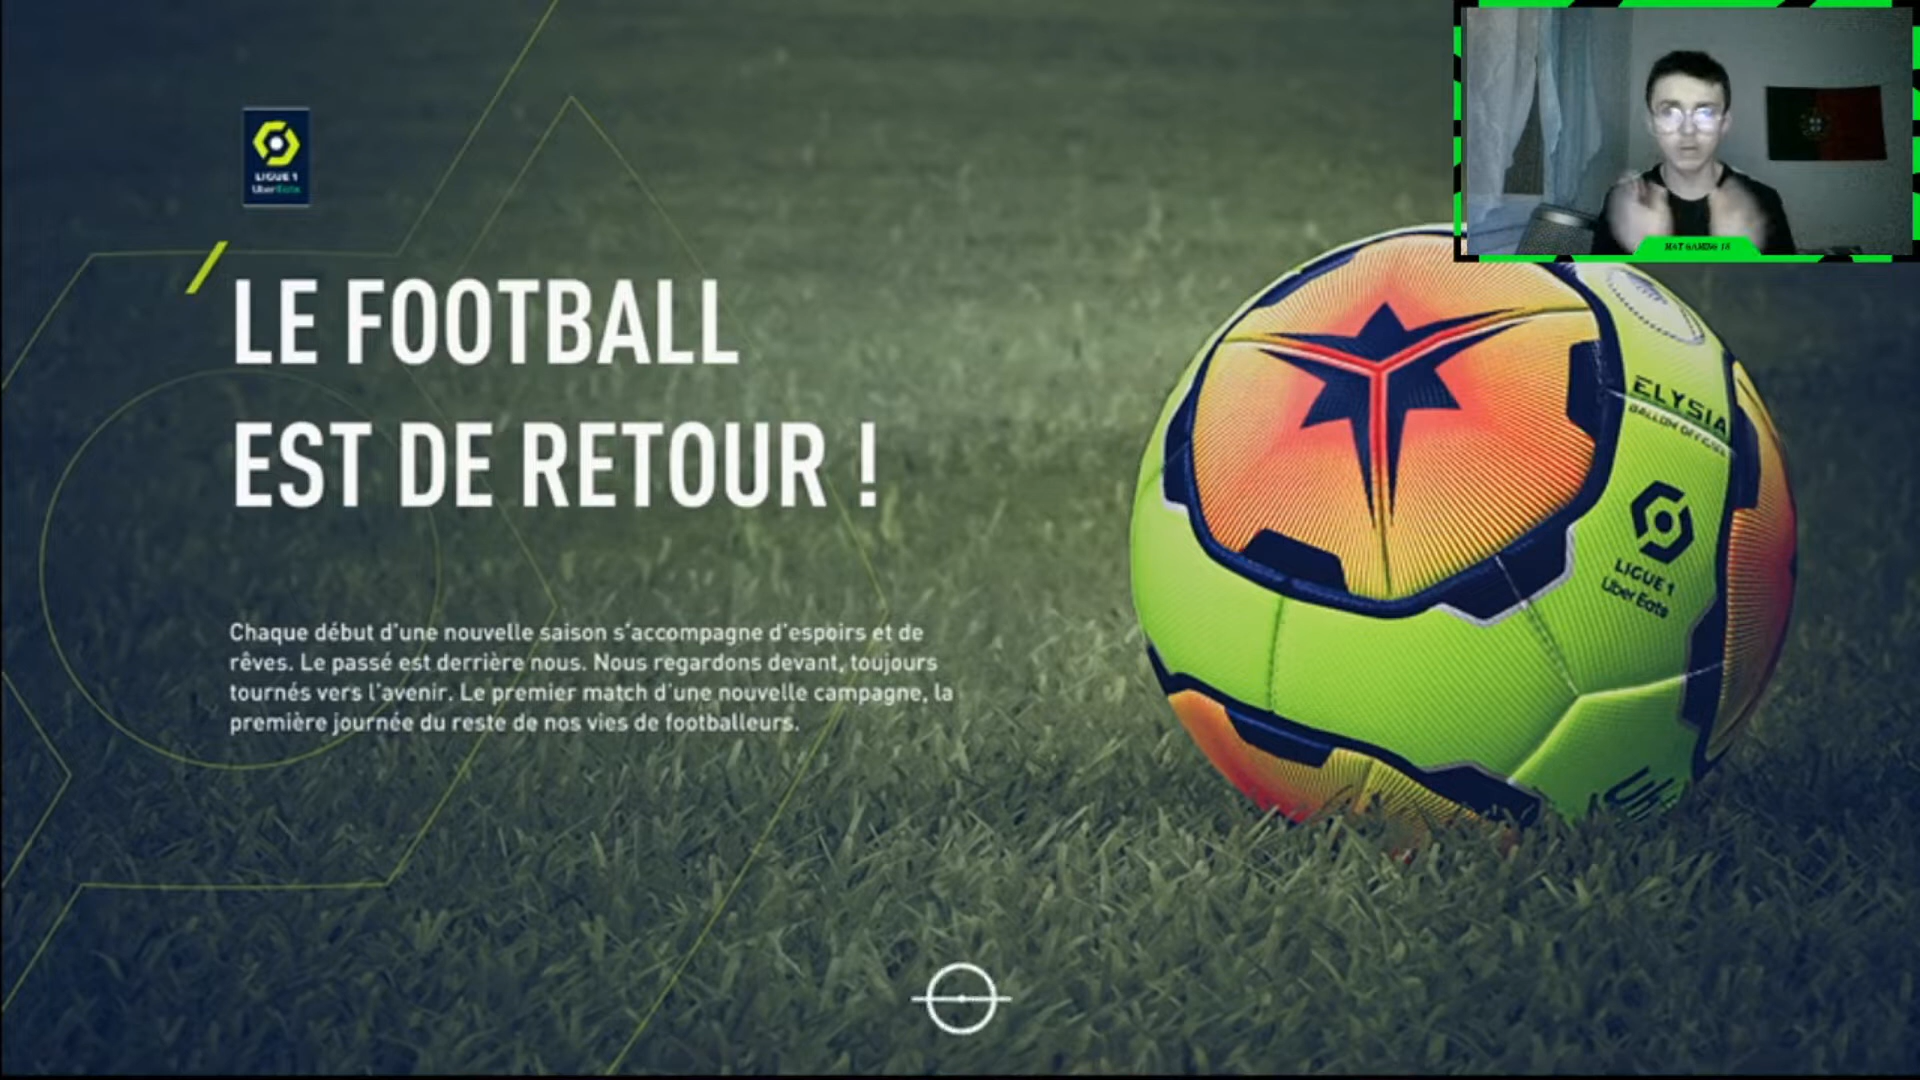 LIGUE 1
Uber Eats
LE FOOTBALL
EST DE RETOUR !
Chaque début d'une nouvelle saison s'accompagne d'espoirs et de
rêves. Le passé est derrière nous. Nous regardons devant, toujours
tournés vers l'avenir. Le premier match d'une nouvelle campagne, la
première journée du reste de nos vies de footballeurs.
ELYSIA
BALLON OFFICIEL
LIGUE 1
Uber Eats